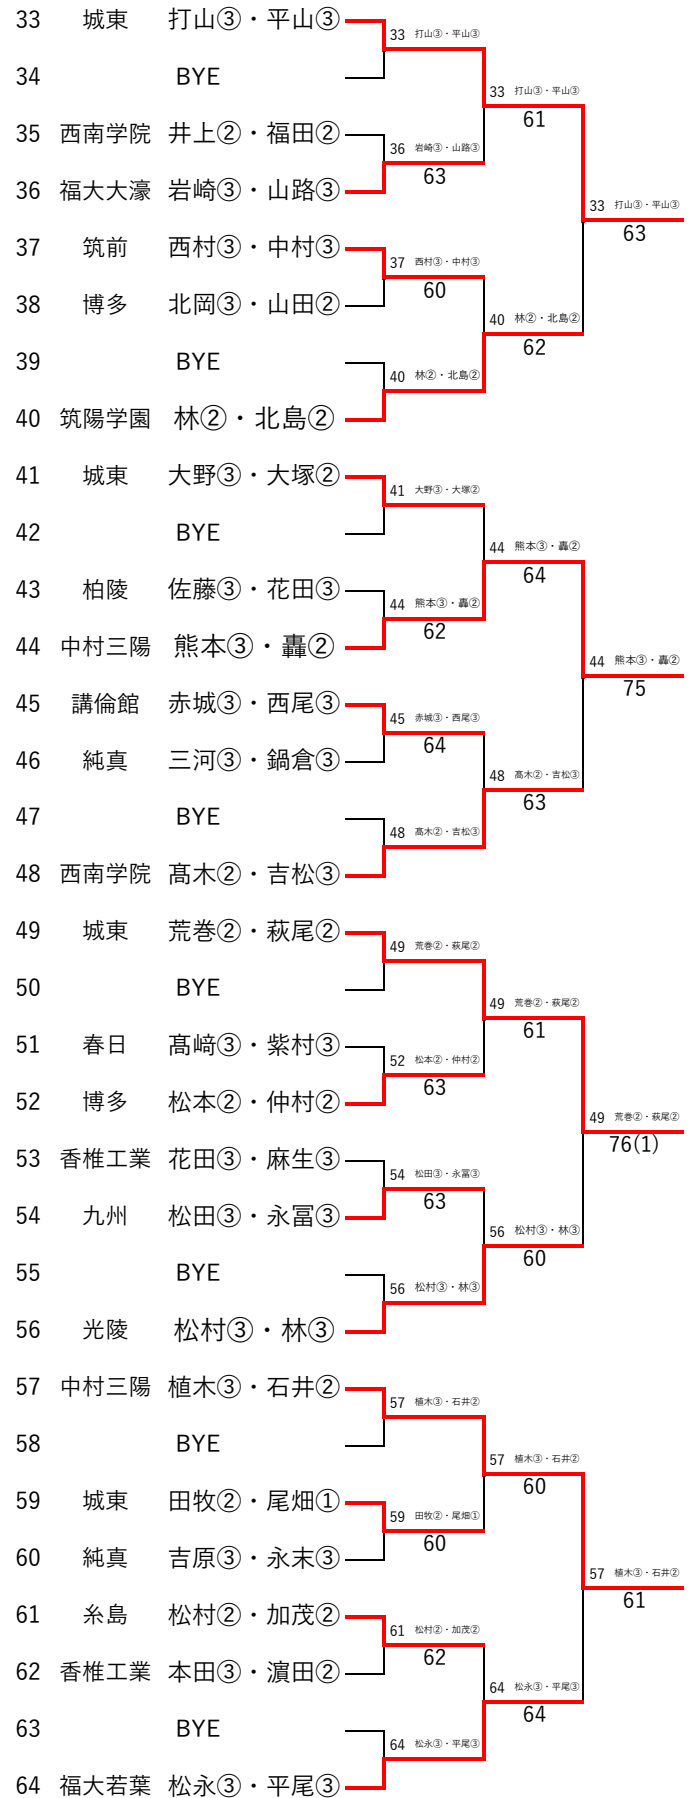 33 城東 打山③・平山③
33 打山③・平山③
34 BYE
33 打山③・平山③
61
35 西南学院 井上②・福田②
36 岩崎③・山路③
63
36 福大大濠 岩崎③・山路③
33 打山③・平山③
63
37 筑前 西村③・中村③
37 西村③・中村③
60
38 博多 北岡③・山田②
40 林②・北島②
62
39 BYE
40 林②・北島②
40 筑陽学園 林②・北島②
41 城東 大野③・大塚②
41 大野③・大塚②
42 BYE
44 熊本③・轟②
64
43 柏陵 佐藤③・花田③
44 熊本③・轟②
62
44 中村三陽 熊本③・轟②
44 熊本③・轟②
75
45 講倫館 赤城③・西尾③
45 赤城③・西尾③
64
46 純真 三河③・鍋倉③
48 髙木②・吉松③
63
47 BYE
48 髙木②・吉松③
48 西南学院 髙木②・吉松③
49 城東 荒巻②・萩尾②
49 荒巻②・萩尾②
50 BYE
49 荒巻②・萩尾②
61
51 春日 髙﨑③・紫村③
52 松本②・仲村②
63
52 博多 松本②・仲村②
49 荒巻②・萩尾②
76(1)
53 香椎工業 花田③・麻生③
54 松田③・永冨③
63
54 九州 松田③・永冨③
56 松村③・林③
60
55 BYE
56 松村③・林③
56 光陵 松村③・林③
57 中村三陽 植木③・石井②
57 植木③・石井②
58 BYE
57 植木③・石井②
60
59 城東 田牧②・尾畑①
59 田牧②・尾畑①
60
60 純真 吉原③・永末③
57 植木③・石井②
61
61 糸島 松村②・加茂②
61 松村②・加茂②
62
62 香椎工業 本田③・濵田②
64 松永③・平尾③
64
63 BYE
64 松永③・平尾③
64 福大若葉 松永③・平尾③